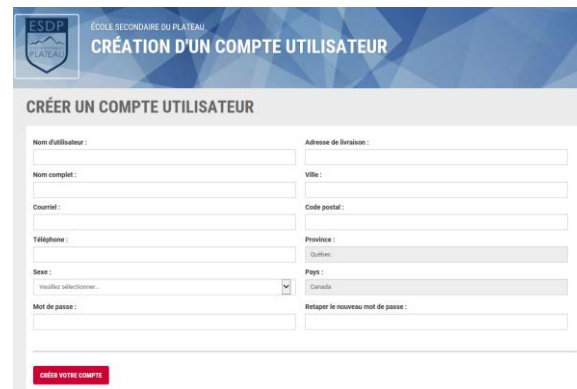 ESDP
PLATEAU
ÉCOLE SECONDAIRE DU PLATEAU
CRÉATION D'UN COMPTE UTILISATEUR
CRÉER UN COMPTE UTILISATEUR
Nom d'utilisateur :
Adresse de livraison :
Nom complet :
Ville :
Courriel :
Code postal :
Téléphone :
Province :
Québec
Sexe :
Veuillez sélectionner...
Pays :
Canada
Mot de passe :
Retaper le nouveau mot de passe :
CRÉER VOTRE COMPTE